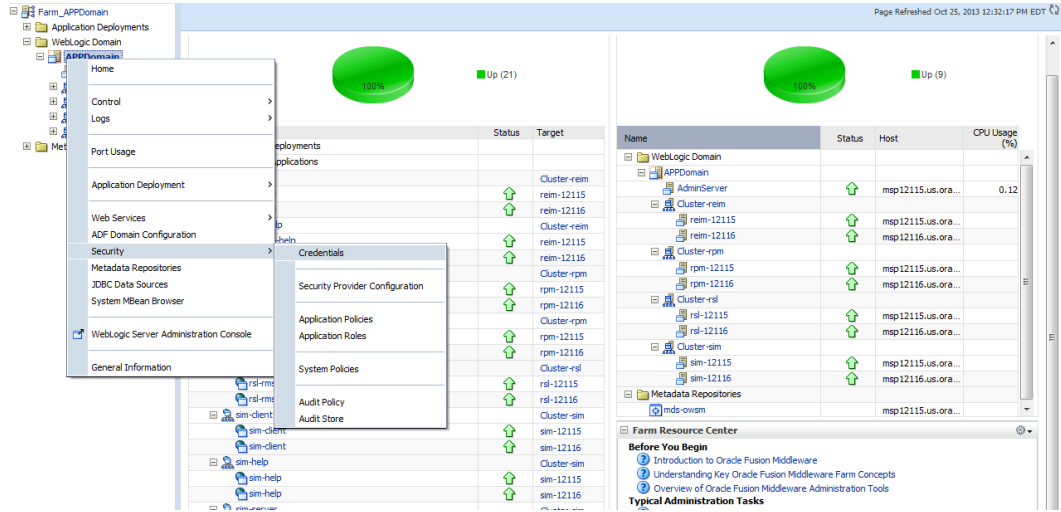 Farm_APPDomain
Page Refreshed Oct 25, 2013 12:32:17 PM EDT
Application Deployments
WebLogic Domain
APPDomain
Home
Control
Logs
Port Usage
Application Deployment
Web Services
ADF Domain Configuration
Security
Metadata Repositories
JDBC Data Sources
System MBean Browser
WebLogic Server Administration Console
General Information
Met
Credentials
Security Provider Configuration
Application Policies
Application Roles
System Policies
Audit Policy
Audit Store
100%
Up (21)
Status Target
eployments
pplications
Cluster-reim
reim-12115
reim-12116
lp
Cluster-reim
-help
reim-12115
reim-12116
Cluster-rpm
rpm-12115
rpm-12116
Cluster-rpm
rpm-12115
rpm-12116
Cluster-rsl
rsl-rms
rsl-12115
rsl-rms
rsl-12116
sim-client Cluster-sim
sim-client sim-12115
sim-client sim-12116
sim-help Cluster-sim
sim-help sim-12115
sim-help sim-12116
sim-server Cluster-sim
100%
Up (9)
Name Status Host CPU Usage (%)
WebLogic Domain
APPDomain
AdminServer msp12115.us.ora... 0.12
Cluster-reim
reim-12115 msp12115.us.ora...
reim-12116 msp12116.us.ora...
Cluster-rpm
rpm-12115 msp12115.us.ora...
rpm-12116 msp12116.us.ora...
Cluster-rsl
rsl-12115 msp12115.us.ora...
rsl-12116 msp12116.us.ora...
Cluster-sim
sim-12115 msp12115.us.ora...
sim-12116 msp12116.us.ora...
Metadata Repositories
mds-owsm msp12115.us.ora...
Farm Resource Center
Before You Begin
Introduction to Oracle Fusion Middleware
Understanding Key Oracle Fusion Middleware Farm Concepts
Overview of Oracle Fusion Middleware Administration Tools
Typical Administration Tasks